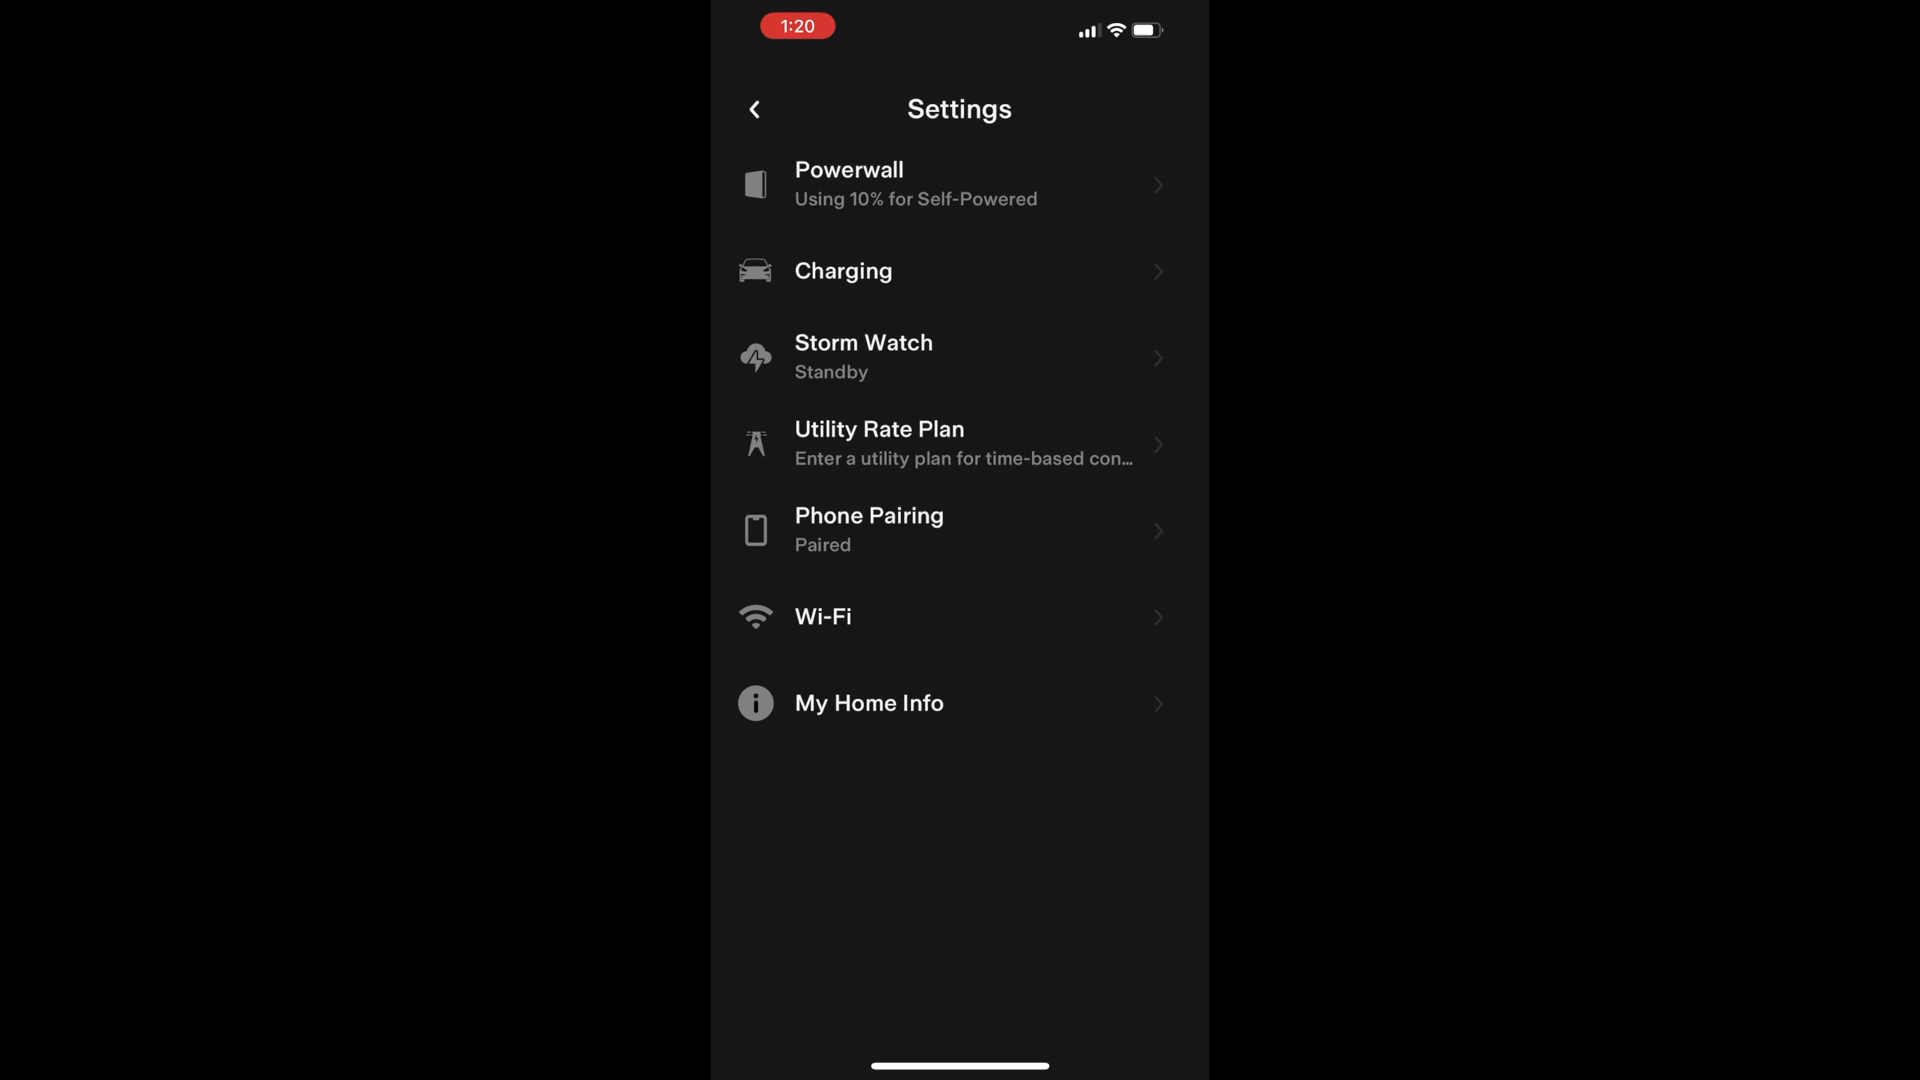 1:20
Settings
Powerwall
Using 10% for Self-Powered
Charging
Storm Watch
Standby
Utility Rate Plan
Enter a utility plan for time-based con...
Phone Pairing
Paired
Wi-Fi
My Home Info